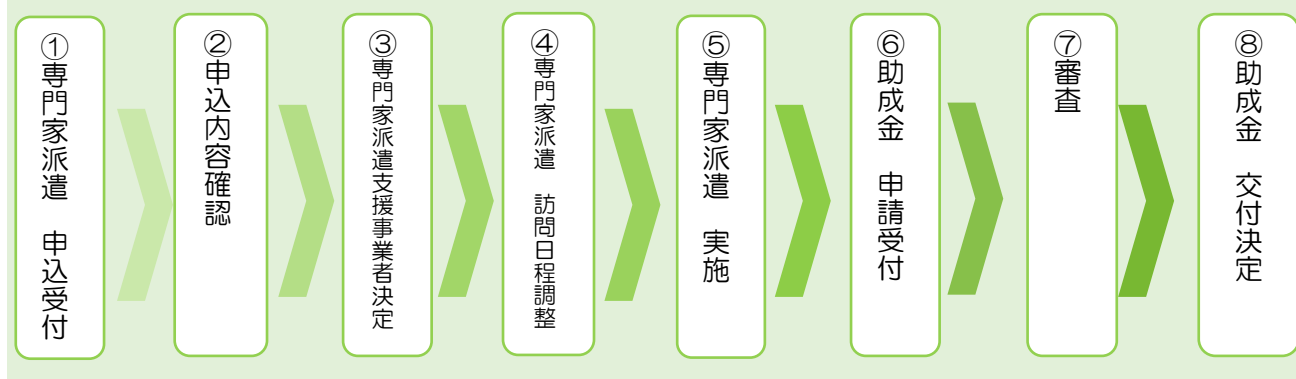 ①専門家派遣　申込受付
②申込内容確認
③専門家派遣支援事業者決定
④専門家派遣　訪問日程調整
⑤専門家派遣　実施
⑥助成金　申請受付
⑦審査
⑧助成金　交付決定